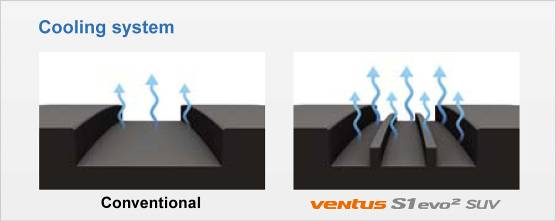 Cooling system
Conventional
ventus S1 evo² SUV